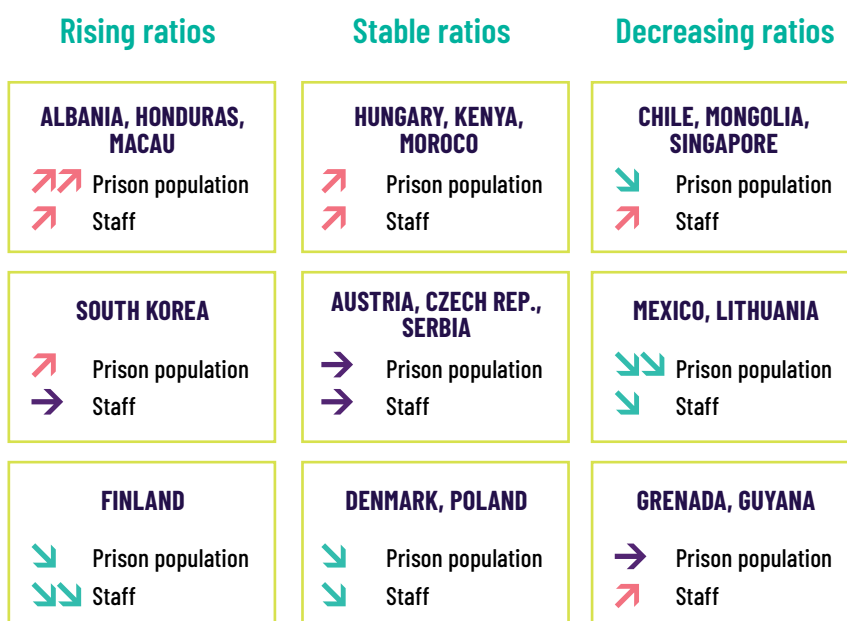 Rising ratios
Stable ratios
Decreasing ratios
ALBANIA, HONDURAS,
MACAU
Prison population
Staff
HUNGARY, KENYA,
MOROCO
Prison population
Staff
CHILE, MONGOLIA,
SINGAPORE
Prison population
Staff
SOUTH KOREA
Prison population
Staff
AUSTRIA, CZECH REP.,
SERBIA
Prison population
Staff
MEXICO, LITHUANIA
Prison population
Staff
FINLAND
Prison population
Staff
DENMARK, POLAND
Prison population
Staff
GRENADA, GUYANA
Prison population
Staff